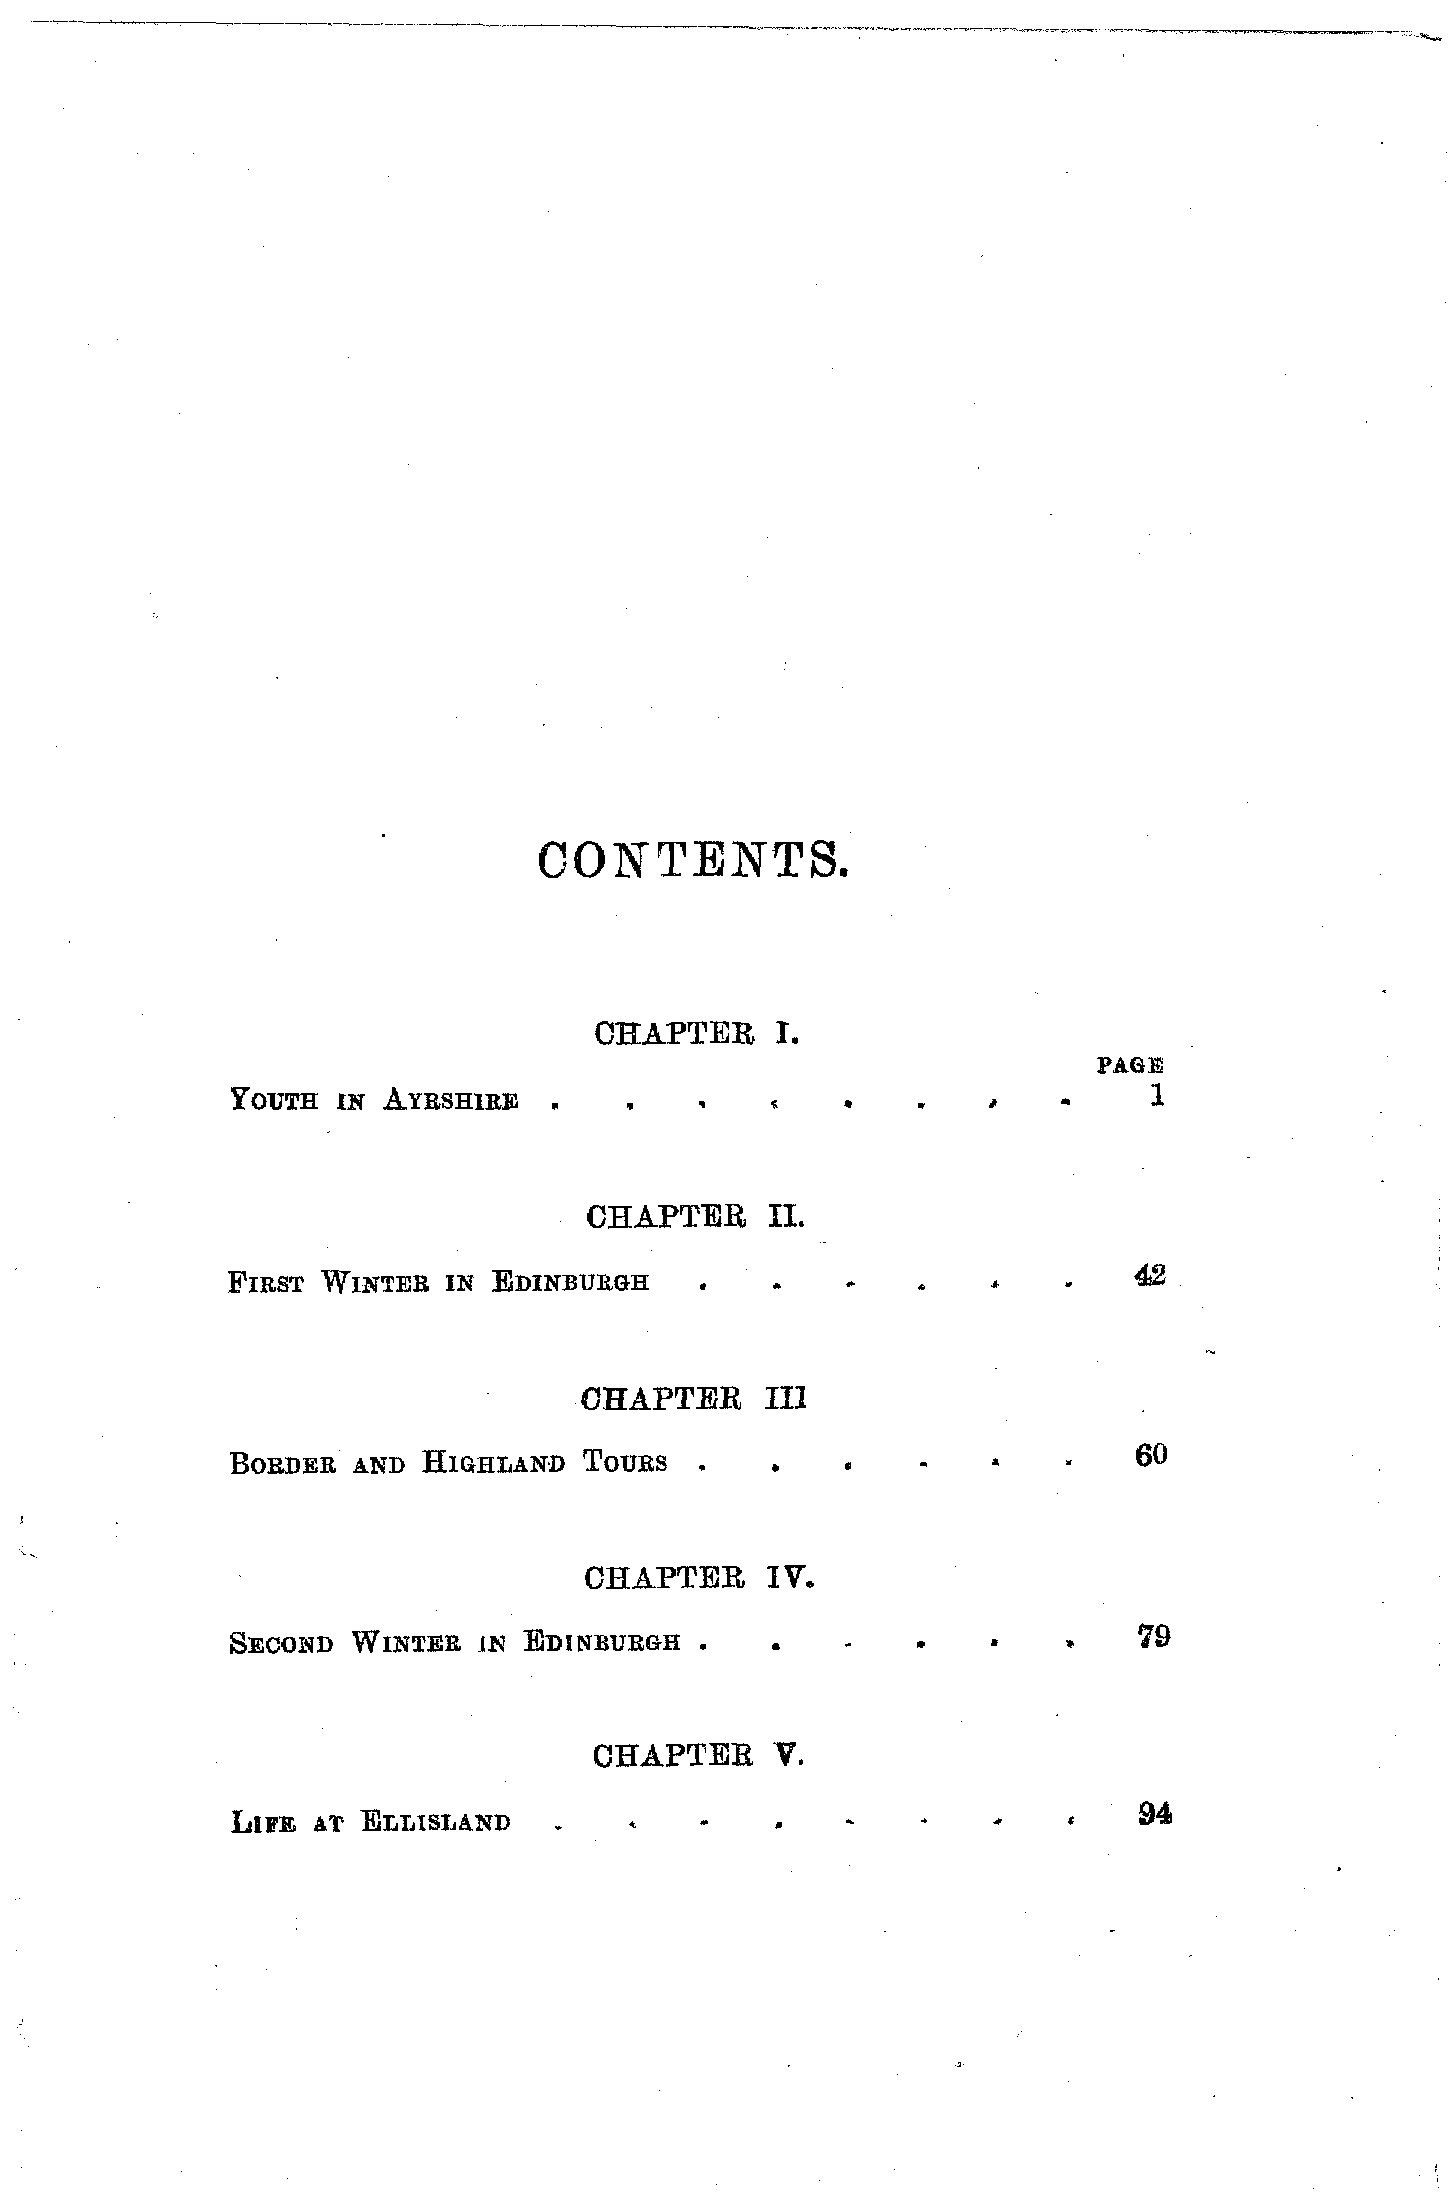 CONTENTS.
CHAPTER I.
PAGE
YOUTH IN AYRSHIRE . . . . . . . . 1
CHAPTER II.
FIRST WINTER IN EDINBURGH . . . . . . 42
CHAPTER III
BORDER AND HIGHLAND TOURS . . . . . . 60
CHAPTER IV.
SECOND WINTER IN EDINBURGH . . . . . . 79
CHAPTER V.
LIFE AT ELLISLAND . . . . . . . . 94